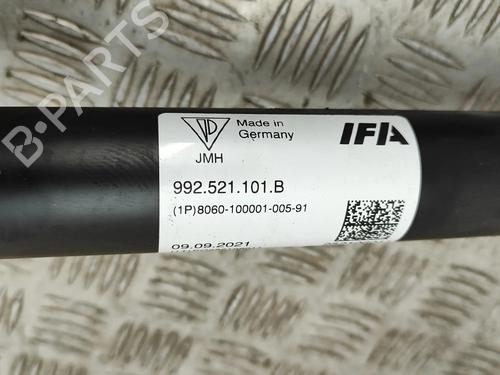 B-PARTS
Made in
Germany
JMH
IFA
992.521.101.B
(1P)8060-100001-005-91
09.09.2021